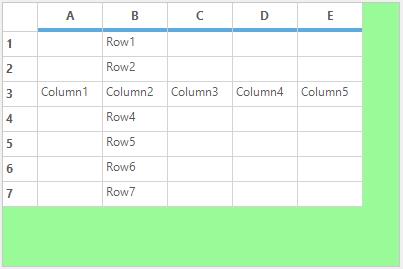 A B C D E
1 Row1
2 Row2
3 Column1 Column2 Column3 Column4 Column5
4 Row4
5 Row5
6 Row6
7 Row7